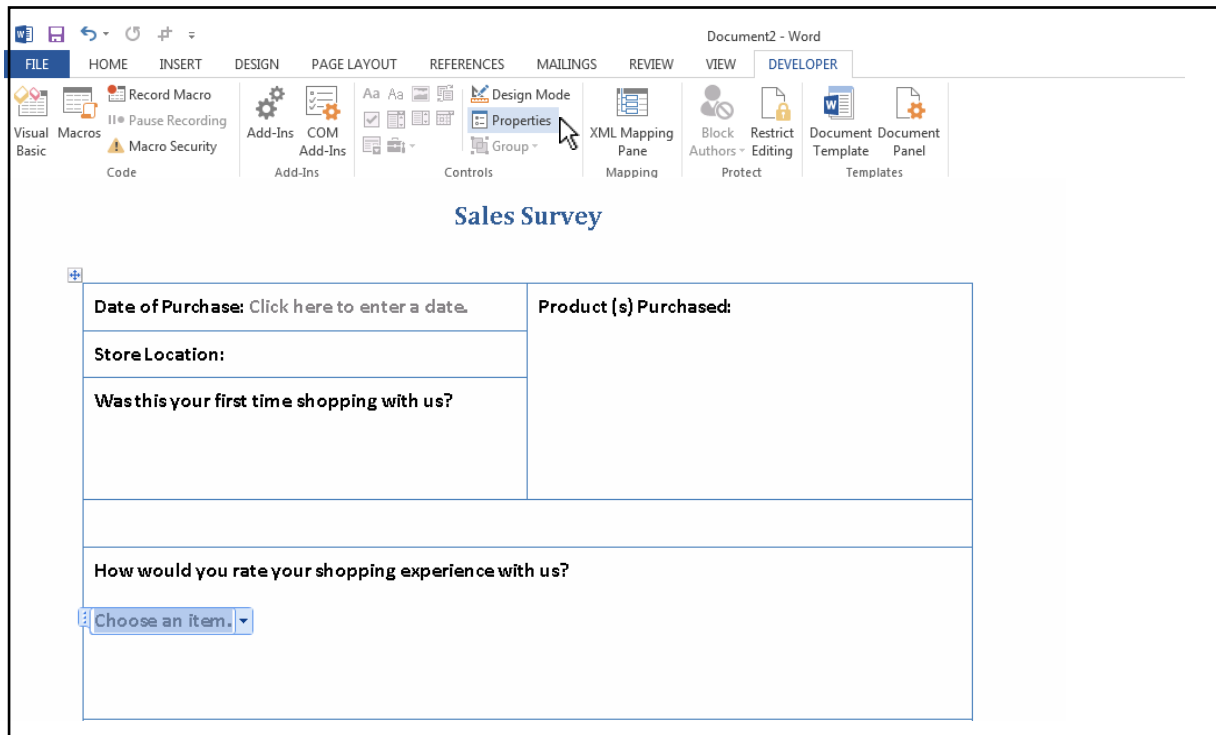 Document2 - Word
FILE HOME INSERT DESIGN PAGE LAYOUT REFERENCES MAILINGS REVIEW VIEW DEVELOPER
Visual Basic
Macros
Record Macro
Pause Recording
Macro Security
Code
Add-Ins
COM Add-Ins
Add-Ins
Aa Aa
Design Mode
Properties
Group
Controls
XML Mapping Pane
Mapping
Block Authors
Restrict Editing
Protect
Document Template
Document Panel
Templates
Sales Survey
Date of Purchase: Click here to enter a date.
Product (s) Purchased:
Store Location:
Was this your first time shopping with us?
How would you rate your shopping experience with us?
Choose an item.